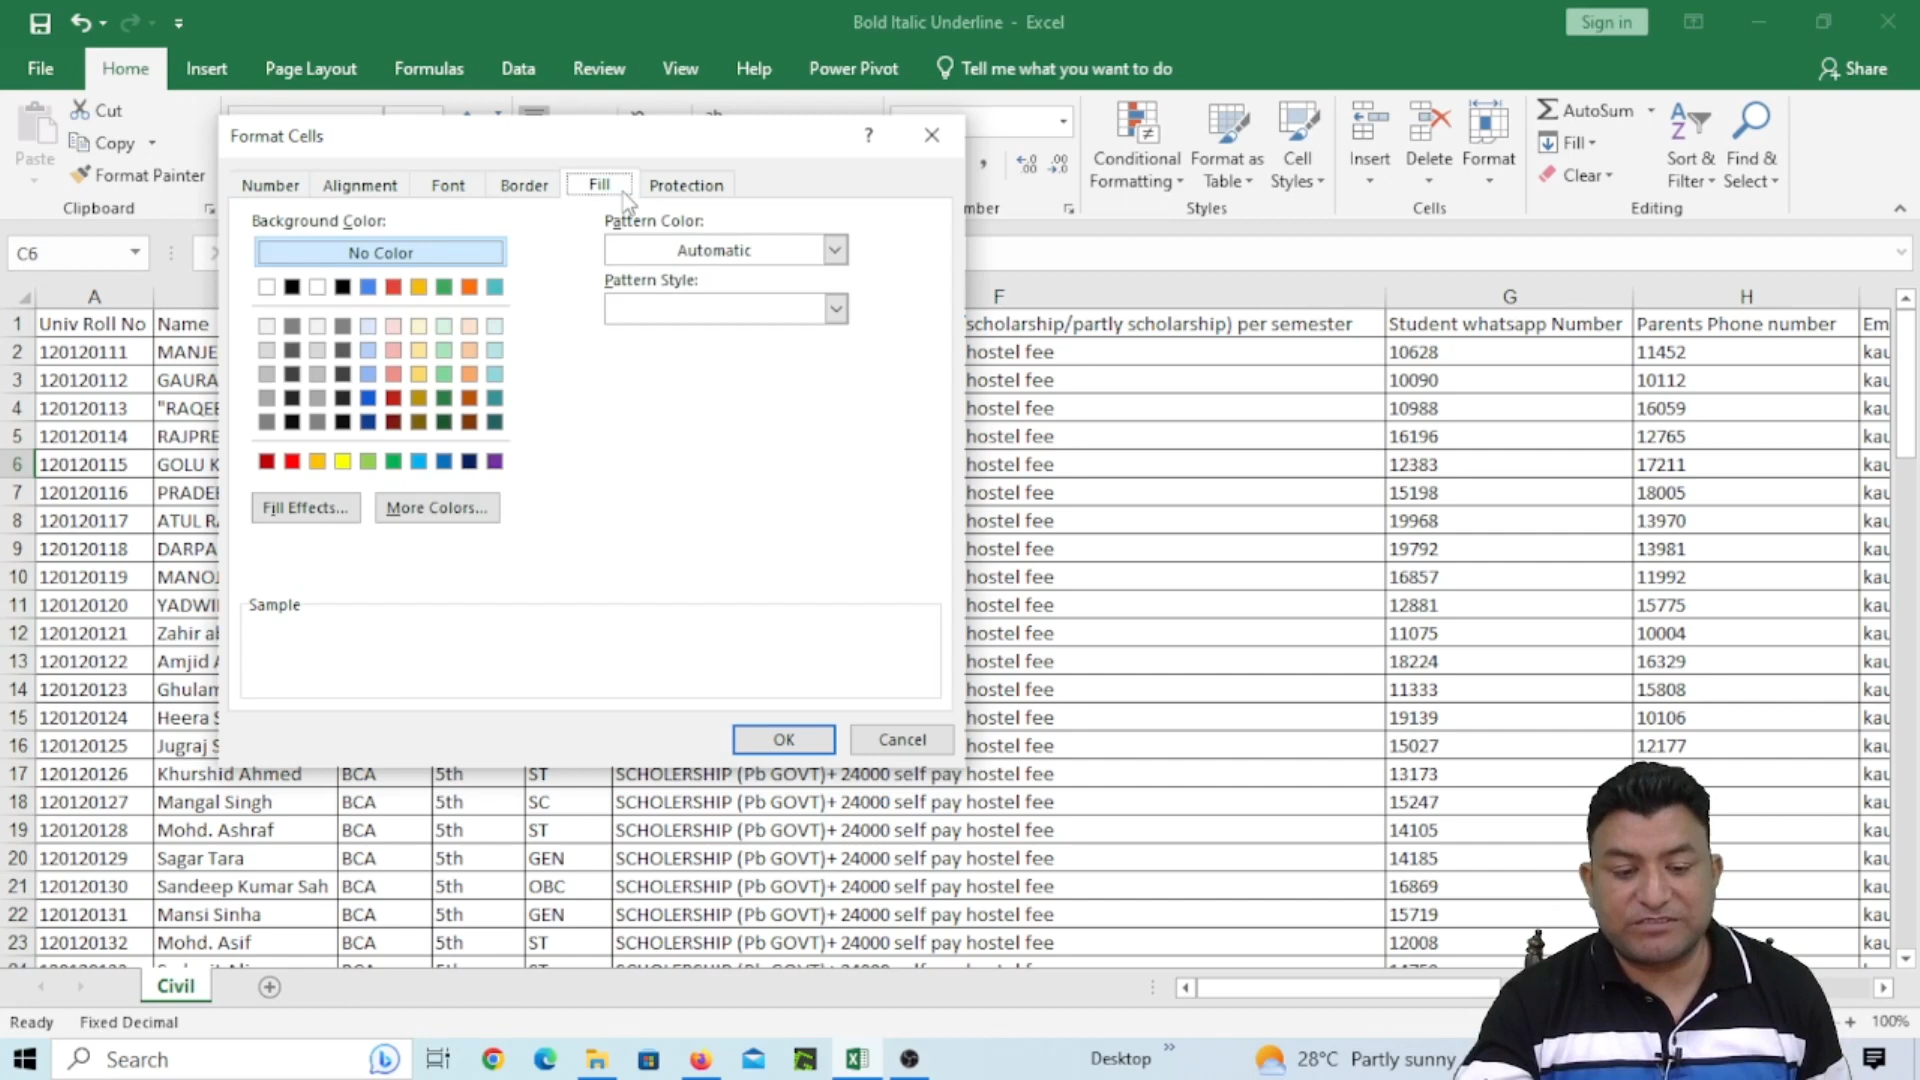 Bold Italic Underline - Excel
Sign in
File Home Insert Page Layout Formulas Data Review View Help Power Pivot Tell me what you want to do Share
Paste
Cut
Copy
Format Painter
Clipboard
Conditional Formatting
Format as Table
Cell Styles
Styles
Insert
Delete
Format
Cells
AutoSum
Fill
Clear
Sort & Filter
Find & Select
Editing
C6
Format Cells ?
Number Alignment Font Border Fill Protection
Background Color:
No Color
Pattern Color:
Automatic
Pattern Style:
Fill Effects... More Colors...
Sample
OK Cancel
A F G H
1 Univ Roll No Name scholarship/partly scholarship) per semester Student whatsapp Number Parents Phone number Em
2 120120111 MANJE hostel fee 10628 11452 kau
3 120120112 GAURA hostel fee 10090 10112 kau
4 120120113 "RAQEE hostel fee 10988 16059 kau
5 120120114 RAJPRE hostel fee 16196 12765 kau
6 120120115 GOLU K hostel fee 12383 17211 kau
7 120120116 PRADEE hostel fee 15198 18005 kau
8 120120117 ATUL RA hostel fee 19968 13970 kau
9 120120118 DARPA hostel fee 19792 13981 kau
10 120120119 MANOJ hostel fee 16857 11992 kau
11 120120120 YADWI hostel fee 12881 15775 kau
12 120120121 Zahir ab hostel fee 11075 10004 kau
13 120120122 Amjid A hostel fee 18224 16329 kau
14 120120123 Ghulam hostel fee 11333 15808 kau
15 120120124 Heera S hostel fee 19139 10106 kau
16 120120125 Jugraj S hostel fee 15027 12177 kau
17 120120126 Khurshid Ahmed BCA 5th ST SCHOLERSHIP (Pb GOVT)+ 24000 self pay hostel fee 13173 kau
18 120120127 Mangal Singh BCA 5th SC SCHOLERSHIP (Pb GOVT)+ 24000 self pay hostel fee 15247 kau
19 120120128 Mohd. Ashraf BCA 5th ST SCHOLERSHIP (Pb GOVT)+ 24000 self pay hostel fee 14105 kau
20 120120129 Sagar Tara BCA 5th GEN SCHOLERSHIP (Pb GOVT)+ 24000 self pay hostel fee 14185 kau
21 120120130 Sandeep Kumar Sah BCA 5th OBC SCHOLERSHIP (Pb GOVT)+ 24000 self pay hostel fee 16869 kau
22 120120131 Mansi Sinha BCA 5th GEN SCHOLERSHIP (Pb GOVT)+ 24000 self pay hostel fee 15719 kau
23 120120132 Mohd. Asif BCA 5th ST SCHOLERSHIP (Pb GOVT)+ 24000 self pay hostel fee 12008 kau
Civil
Ready Fixed Decimal 100%
Search Desktop 28°C Partly sunny